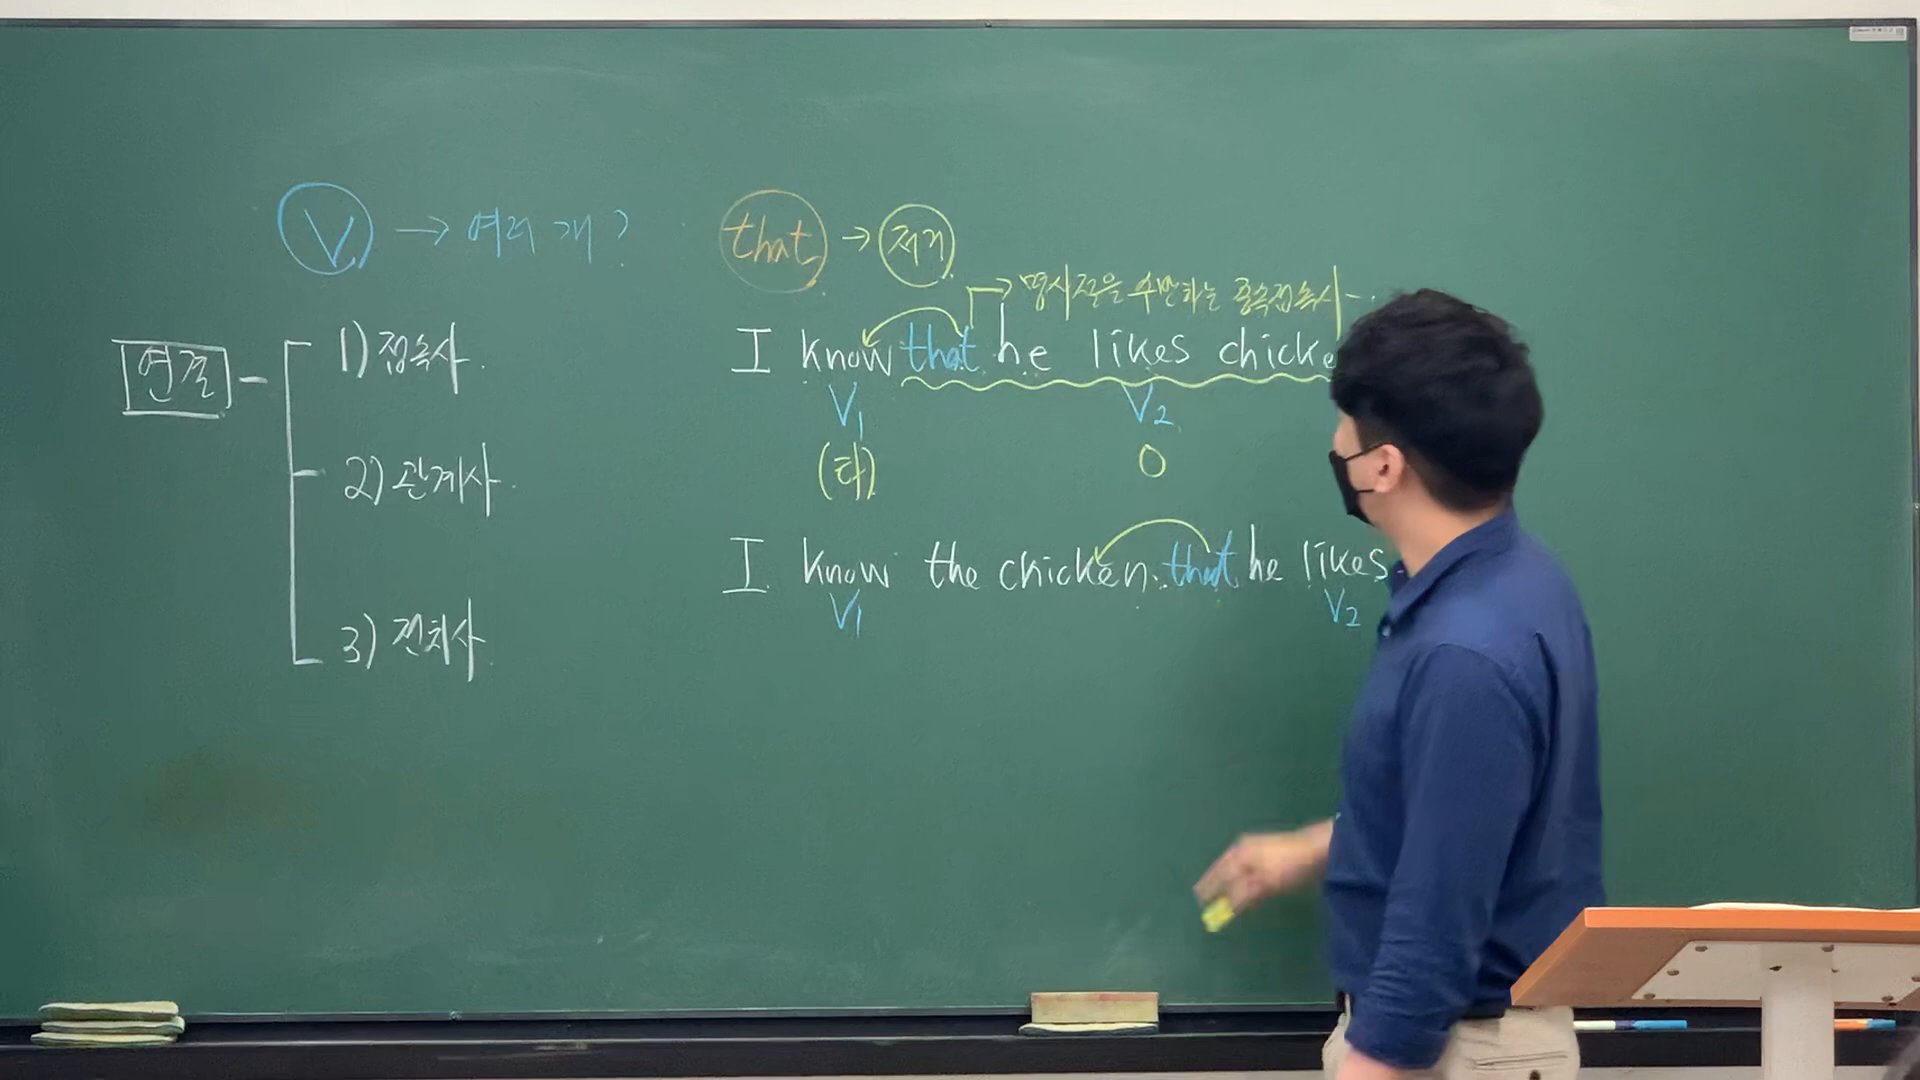 V → 여러 개?
연결
1) 접속사
2) 관계사
3) 전치사
that → 저거
→ 명사절을 수반하는 종속접속사
I know that he likes chicke
V1 V2
(타) O
I know the chicken that he likes
V1 V2